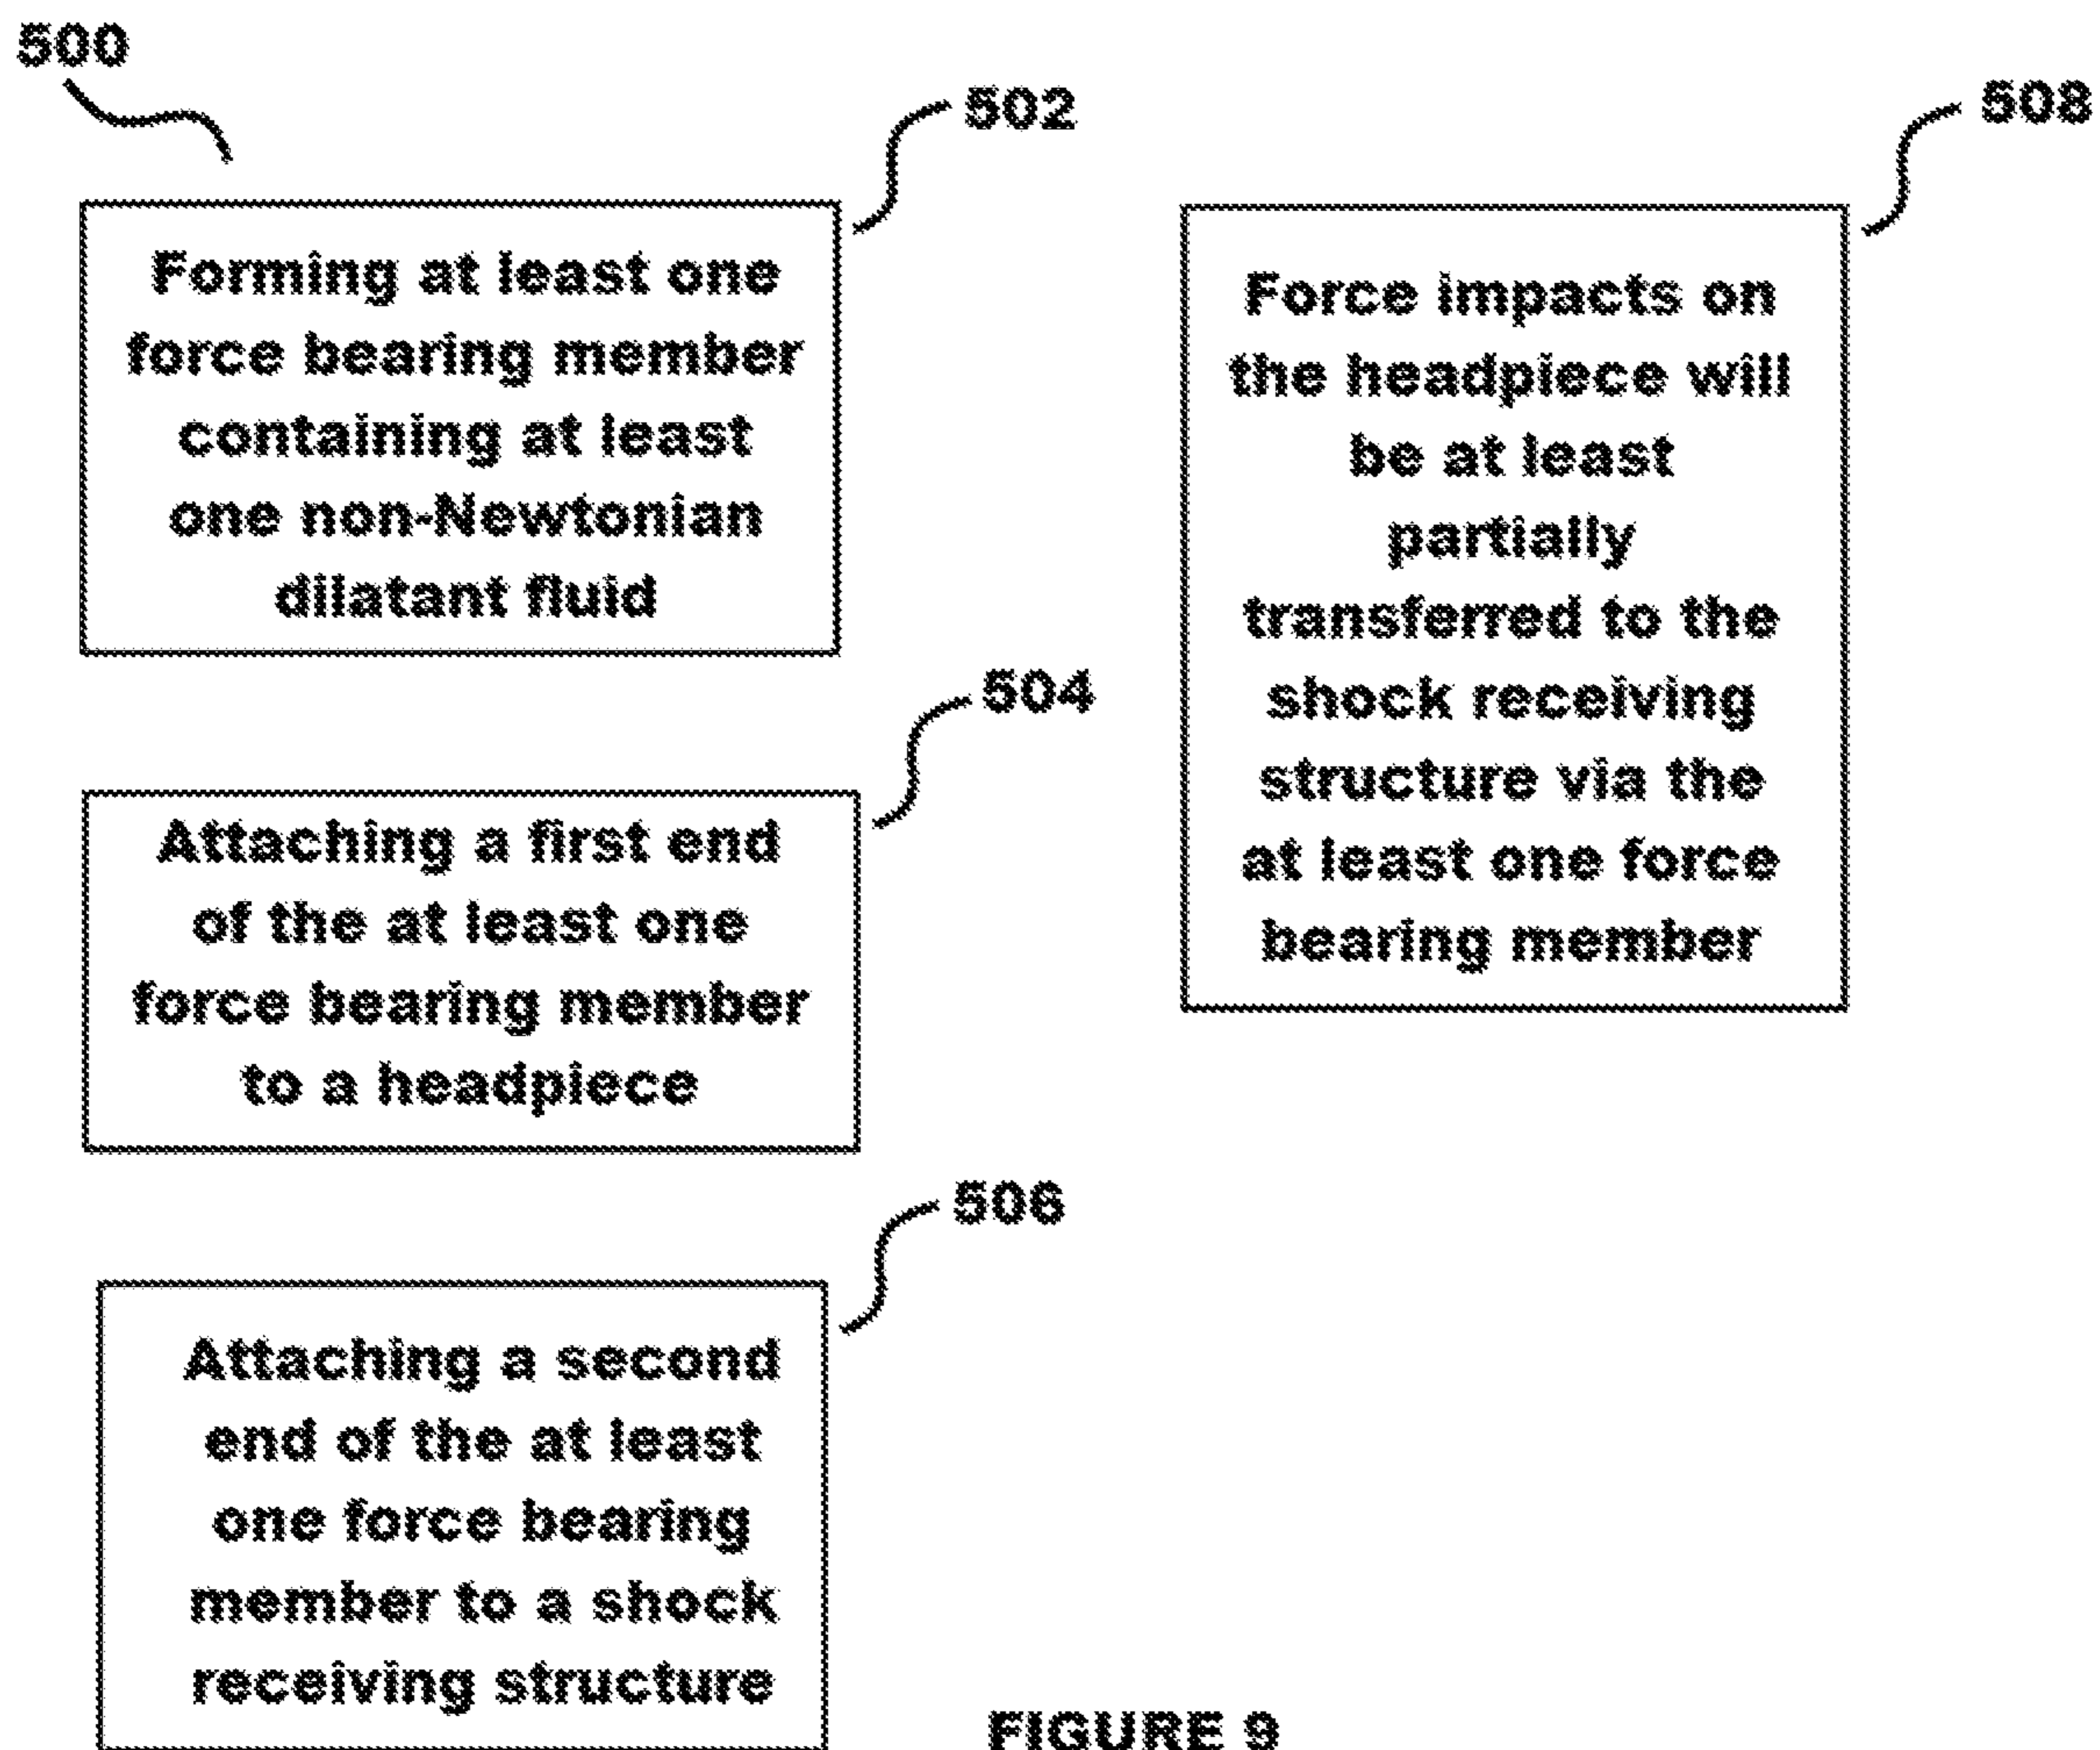 500
502
Forming at least one
force bearing member
containing at least
one non-Newtonian
dilatant fluid
504
Attaching a first end
of the at least one
force bearing member
to a headpiece
506
Attaching a second
end of the at least
one force bearing
member to a shock
receiving structure
508
Force impacts on
the headpiece will
be at least
partially
transferred to the
shock receiving
structure via the
at least one force
bearing member
FIGURE 9